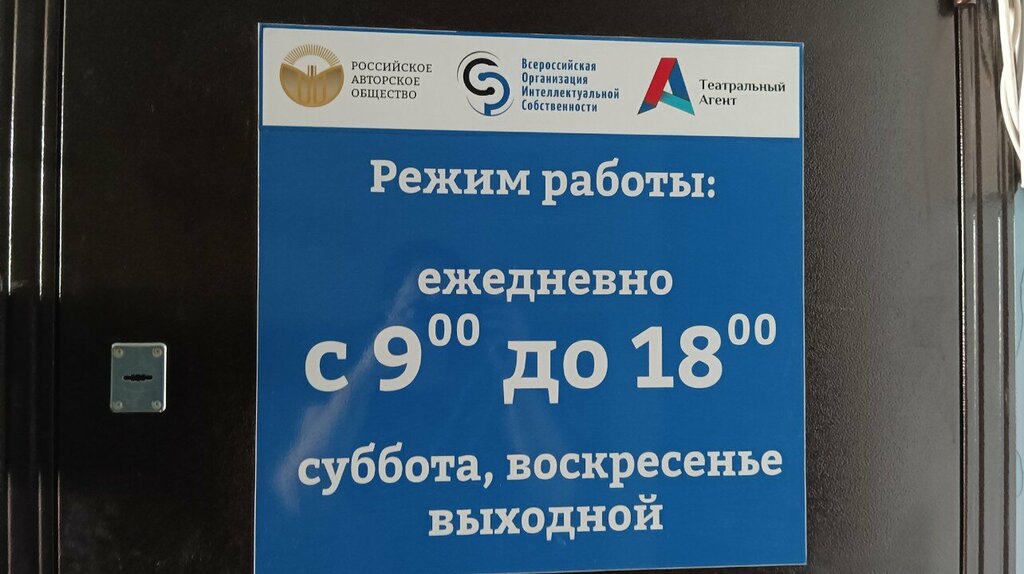 РОССИЙСКОЕ
АВТОРСКОЕ
ОБЩЕСТВО
Всероссийская
Организация
Интеллектуальной
Собственности
Театральный
Агент
Режим работы:
ежедневно
с 9⁰⁰ до 18⁰⁰
суббота, воскресенье
выходной